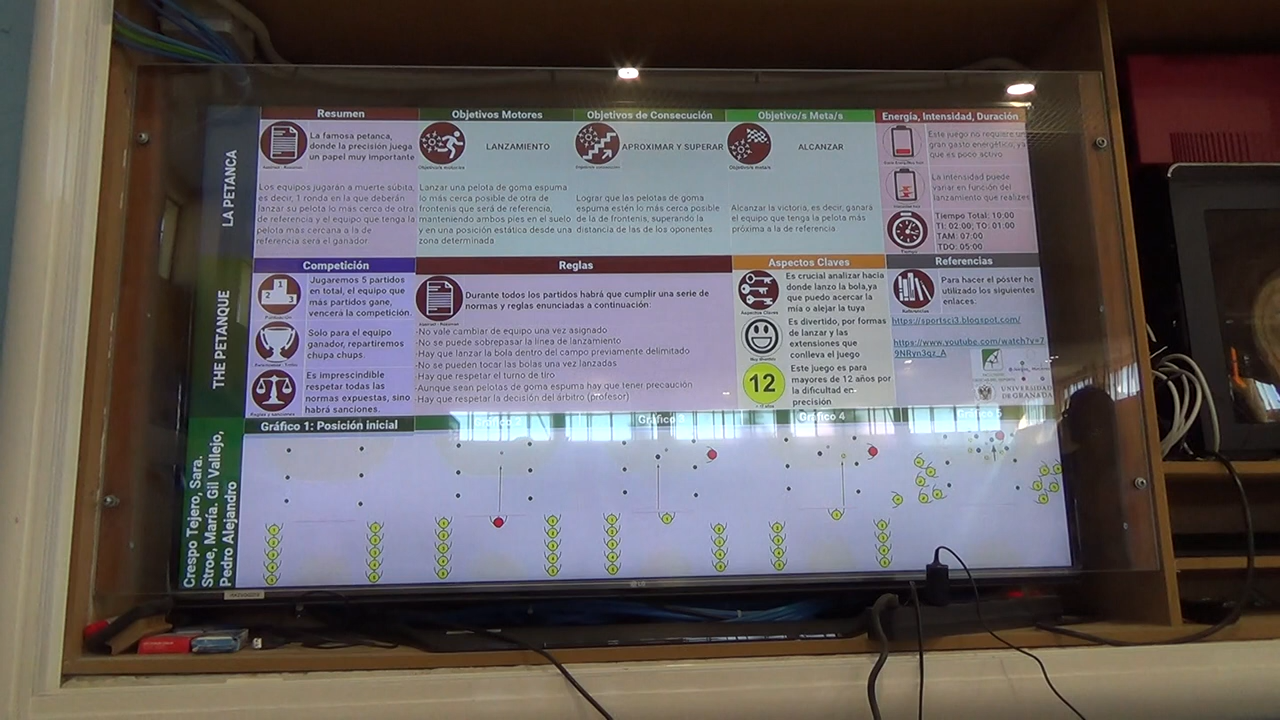 LA PETANCA
THE PETANQUE
Crespo Tejero, Sara.
Stroe, María. Gil Vallejo,
Pedro Alejandro
Resumen
La famosa petanca,
donde la precisión juega
un papel muy importante
Los equipos jugarán a muerte súbita,
es decir, 1 ronda en la que deberán
lanzar su pelota lo más cerca de otra
de referencia y el equipo que tenga la
pelota más cercana a la de
referencia será el ganador
Objetivos Motores
LANZAMIENTO
Objetivos motores
Lanzar una pelota de goma espuma
lo más cerca posible de otra de
frontenis que será de referencia,
manteniendo ambos pies en el suelo
y en una posición estática desde una
zona determinada
Objetivos de Consecución
APROXIMAR Y SUPERAR
Lograr que las pelotas de goma
espuma estén lo más cerca posible
de la de frontenis, superando la
distancia de las de los oponentes.
Objetivo/s Meta/s
ALCANZAR
Alcanzar la victoria, es decir, ganará
el equipo que tenga la pelota más
próxima a la de referencia.
Energía, Intensidad, Duración
Este juego no requiere un
gran gasto energético, ya
que es poco activo
La intensidad puede
variar en función del
lanzamiento que realizes
Tiempo
Tiempo Total: 10:00
TI: 02:00; TO: 01:00
TAM: 07:00
TDO: 05:00
Competición
Jugaremos 5 partidos
en total, el equipo que
más partidos gane,
vencerá la competición.
Solo para el equipo
ganador, repartiremos
chupa chups.
Es imprescindible
respetar todas las
normas expuestas, sino
habrá sanciones.
Reglas y sanciones
Reglas
Durante todos los partidos habrá que cumplir una serie de
normas y reglas enunciadas a continuación:
-No vale cambiar de equipo una vez asignado
-No se puede sobrepasar la línea de lanzamiento
-Hay que lanzar la bola dentro del campo previamente delimitado
-No se pueden tocar las bolas una vez lanzadas
-Hay que respetar el turno de tiro
-Aunque sean pelotas de goma espuma hay que tener precaución
-Hay que respetar la decisión del árbitro (profesor)
Aspectos Claves
Es crucial analizar hacia
donde lanzo la bola,ya
que puedo acercar la
mia o alejar la tuya
Aspectos Claves
Es divertido, por formas
de lanzar y las
extensiones que
conlleva el juego
12
Este juego es para
mayores de 12 años por
la dificultad en
precisión
Referencias
Para hacer el póster he
utilizado los siguientes
enlaces:
Referencias
https://sportsci3.blogspot.com/
https://www.youtube.com/watch?v=7
9NRyn3qz_A
UNIVERSIDAD
DE GRANADA
Gráfico 1: Posición inicial
Gráfico 4
LG